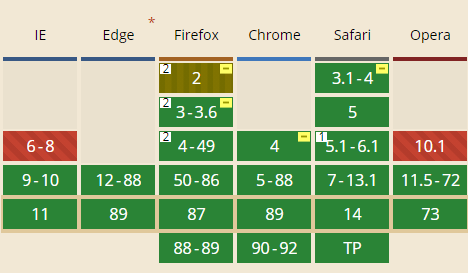 IE Edge * Firefox Chrome Safari Opera
2 2 - 3.1-4 -
2 3-3.6 - 5
6-8 2 4-49 4 - 1 5.1-6.1 10.1
9-10 12-88 50-86 5-88 7-13.1 11.5-72
11 89 87 89 14 73
88-89 90-92 TP